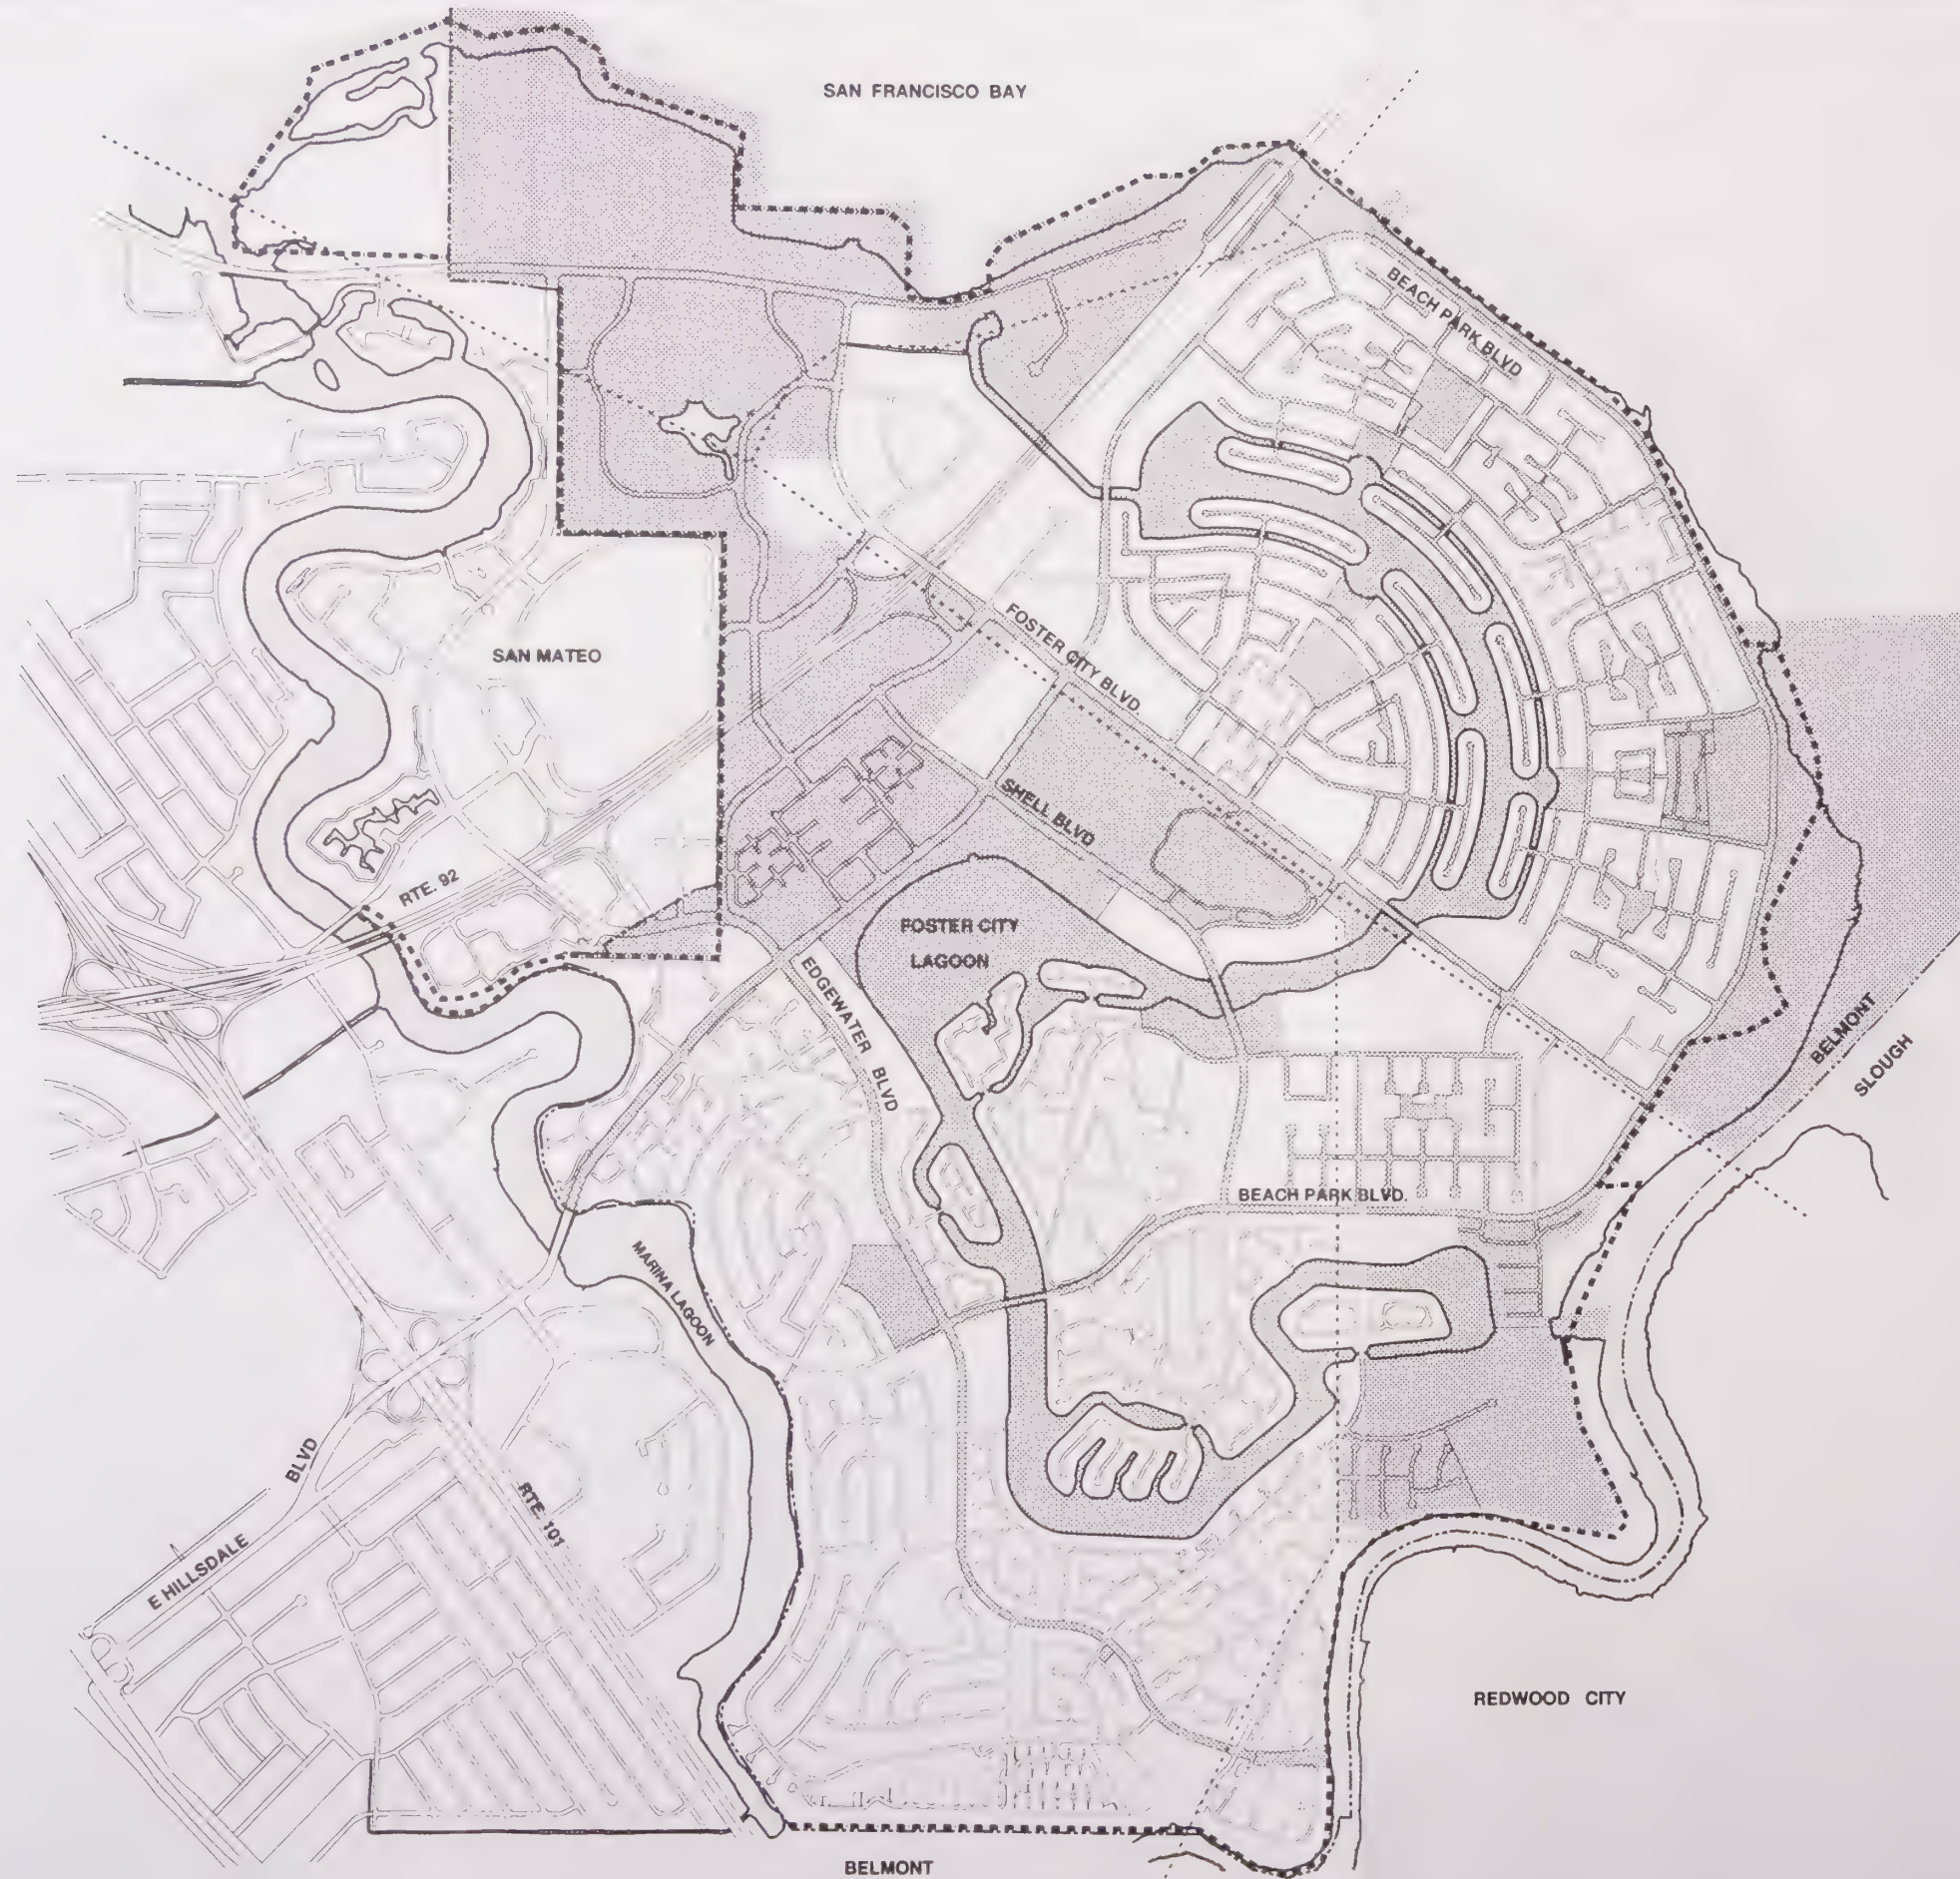 SAN FRANCISCO BAY
BEACH PARK BLVD
SAN MATEO
FOSTER CITY BLVD.
SHELL BLVD
RTE. 92
FOSTER CITY
LAGOON
EDGEWATER BLVD
BELMONT
SLOUGH
BEACH PARK BLVD.
MARINA LAGOON
BLVD
E HILLSDALE
RTE. 101
REDWOOD CITY
BELMONT